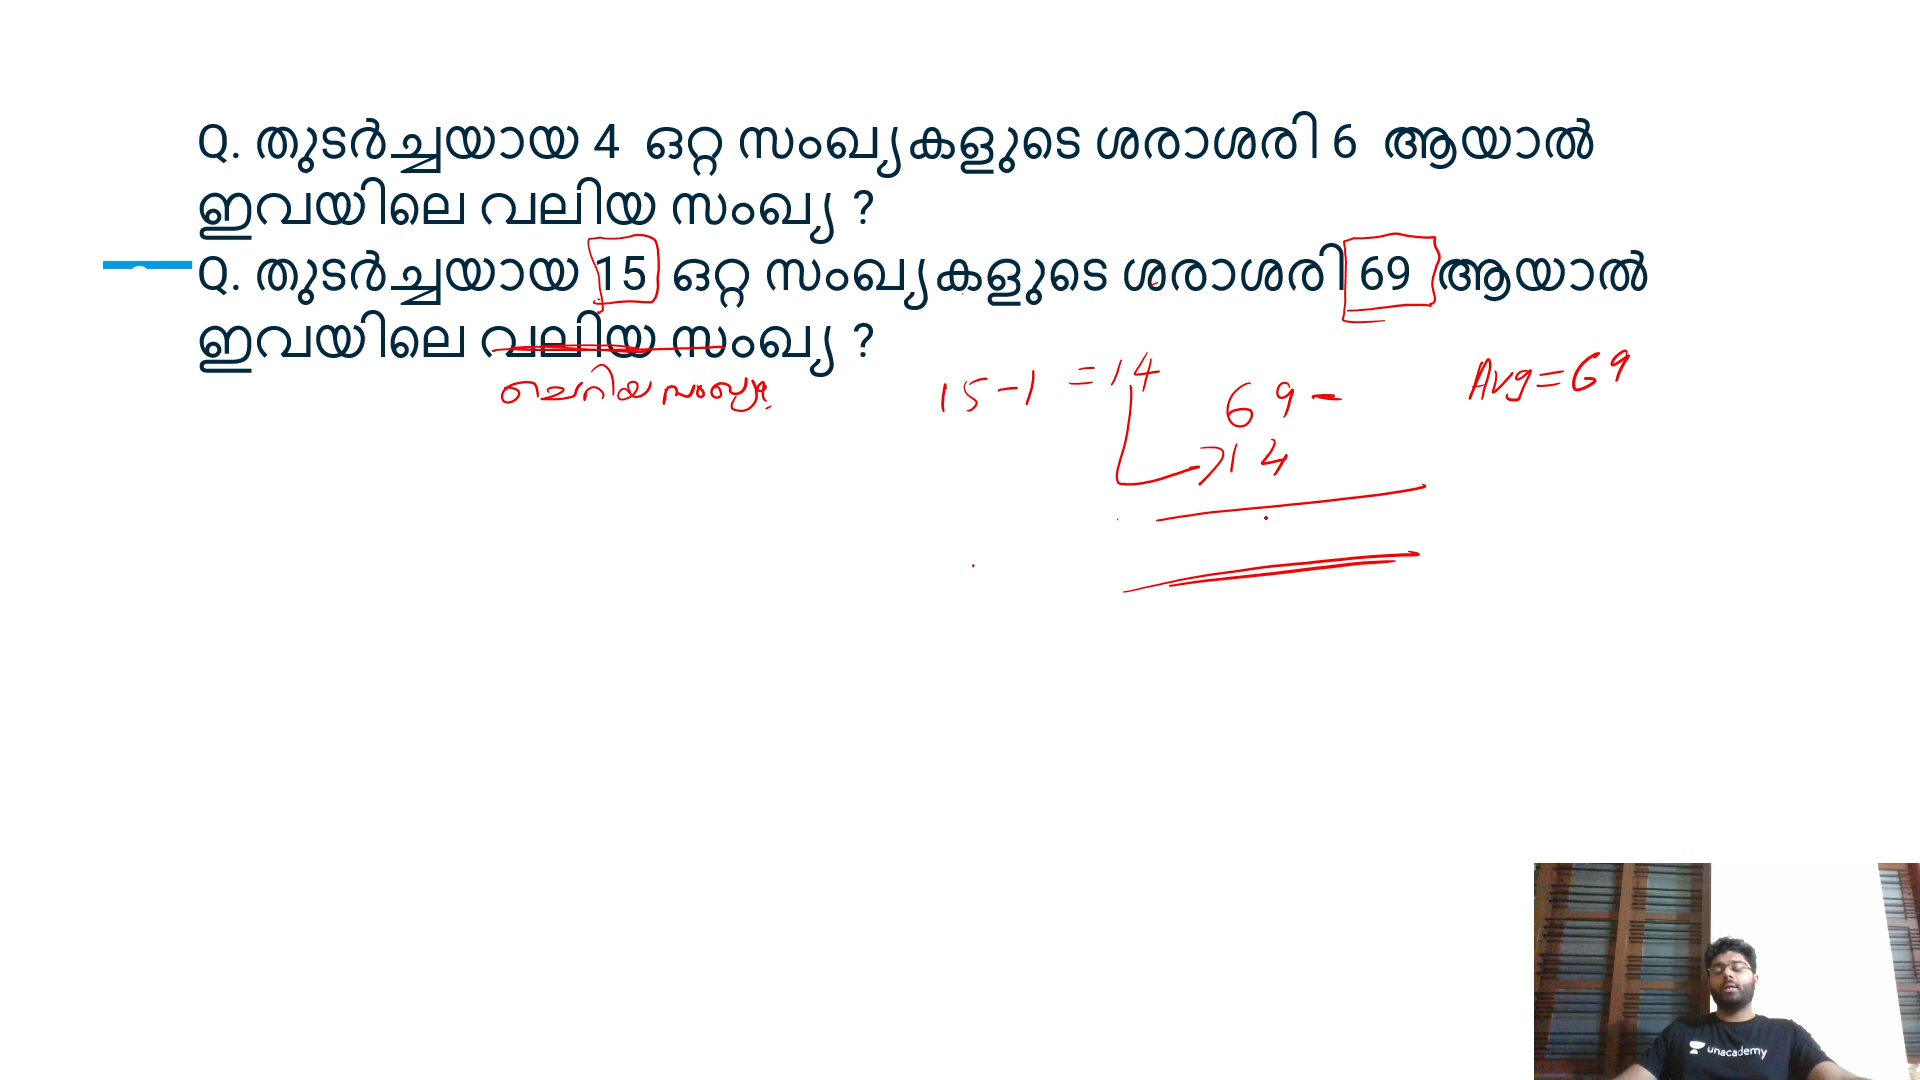 Q. തുടർച്ചയായ 4 ഒറ്റ സംഖ്യകളുടെ ശരാശരി 6 ആയാൽ
ഇവയിലെ വലിയ സംഖ്യ ?
Q. തുടർച്ചയായ 15 ഒറ്റ സംഖ്യകളുടെ ശരാശരി 69 ആയാൽ
ഇവയിലെ വലിയ സംഖ്യ ?
ചെറിയ സംഖ്യ
15-1 = 14
69 -
14
Avg = 69
unacademy